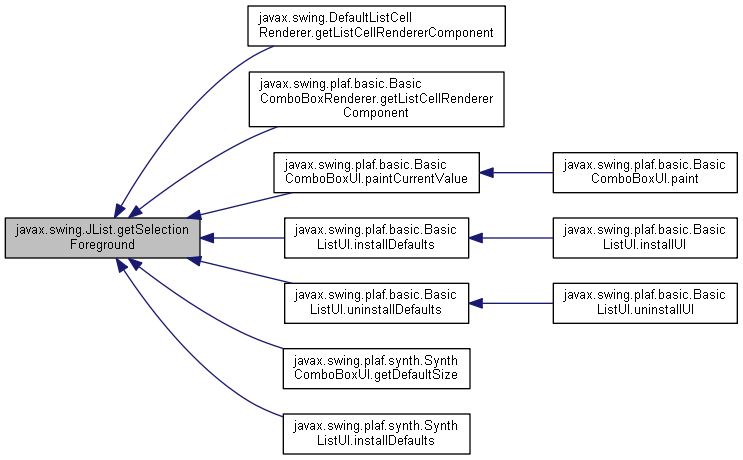 javax.swing.DefaultListCell
Renderer.getListCellRendererComponent
javax.swing.plaf.basic.Basic
ComboBoxRenderer.getListCellRenderer
Component
javax.swing.plaf.basic.Basic
ComboBoxUI.paintCurrentValue
javax.swing.plaf.basic.Basic
ComboBoxUI.paint
javax.swing.JList.getSelection
Foreground
javax.swing.plaf.basic.Basic
ListUI.installDefaults
javax.swing.plaf.basic.Basic
ListUI.installUI
javax.swing.plaf.basic.Basic
ListUI.uninstallDefaults
javax.swing.plaf.basic.Basic
ListUI.uninstallUI
javax.swing.plaf.synth.Synth
ComboBoxUI.getDefaultSize
javax.swing.plaf.synth.Synth
ListUI.installDefaults